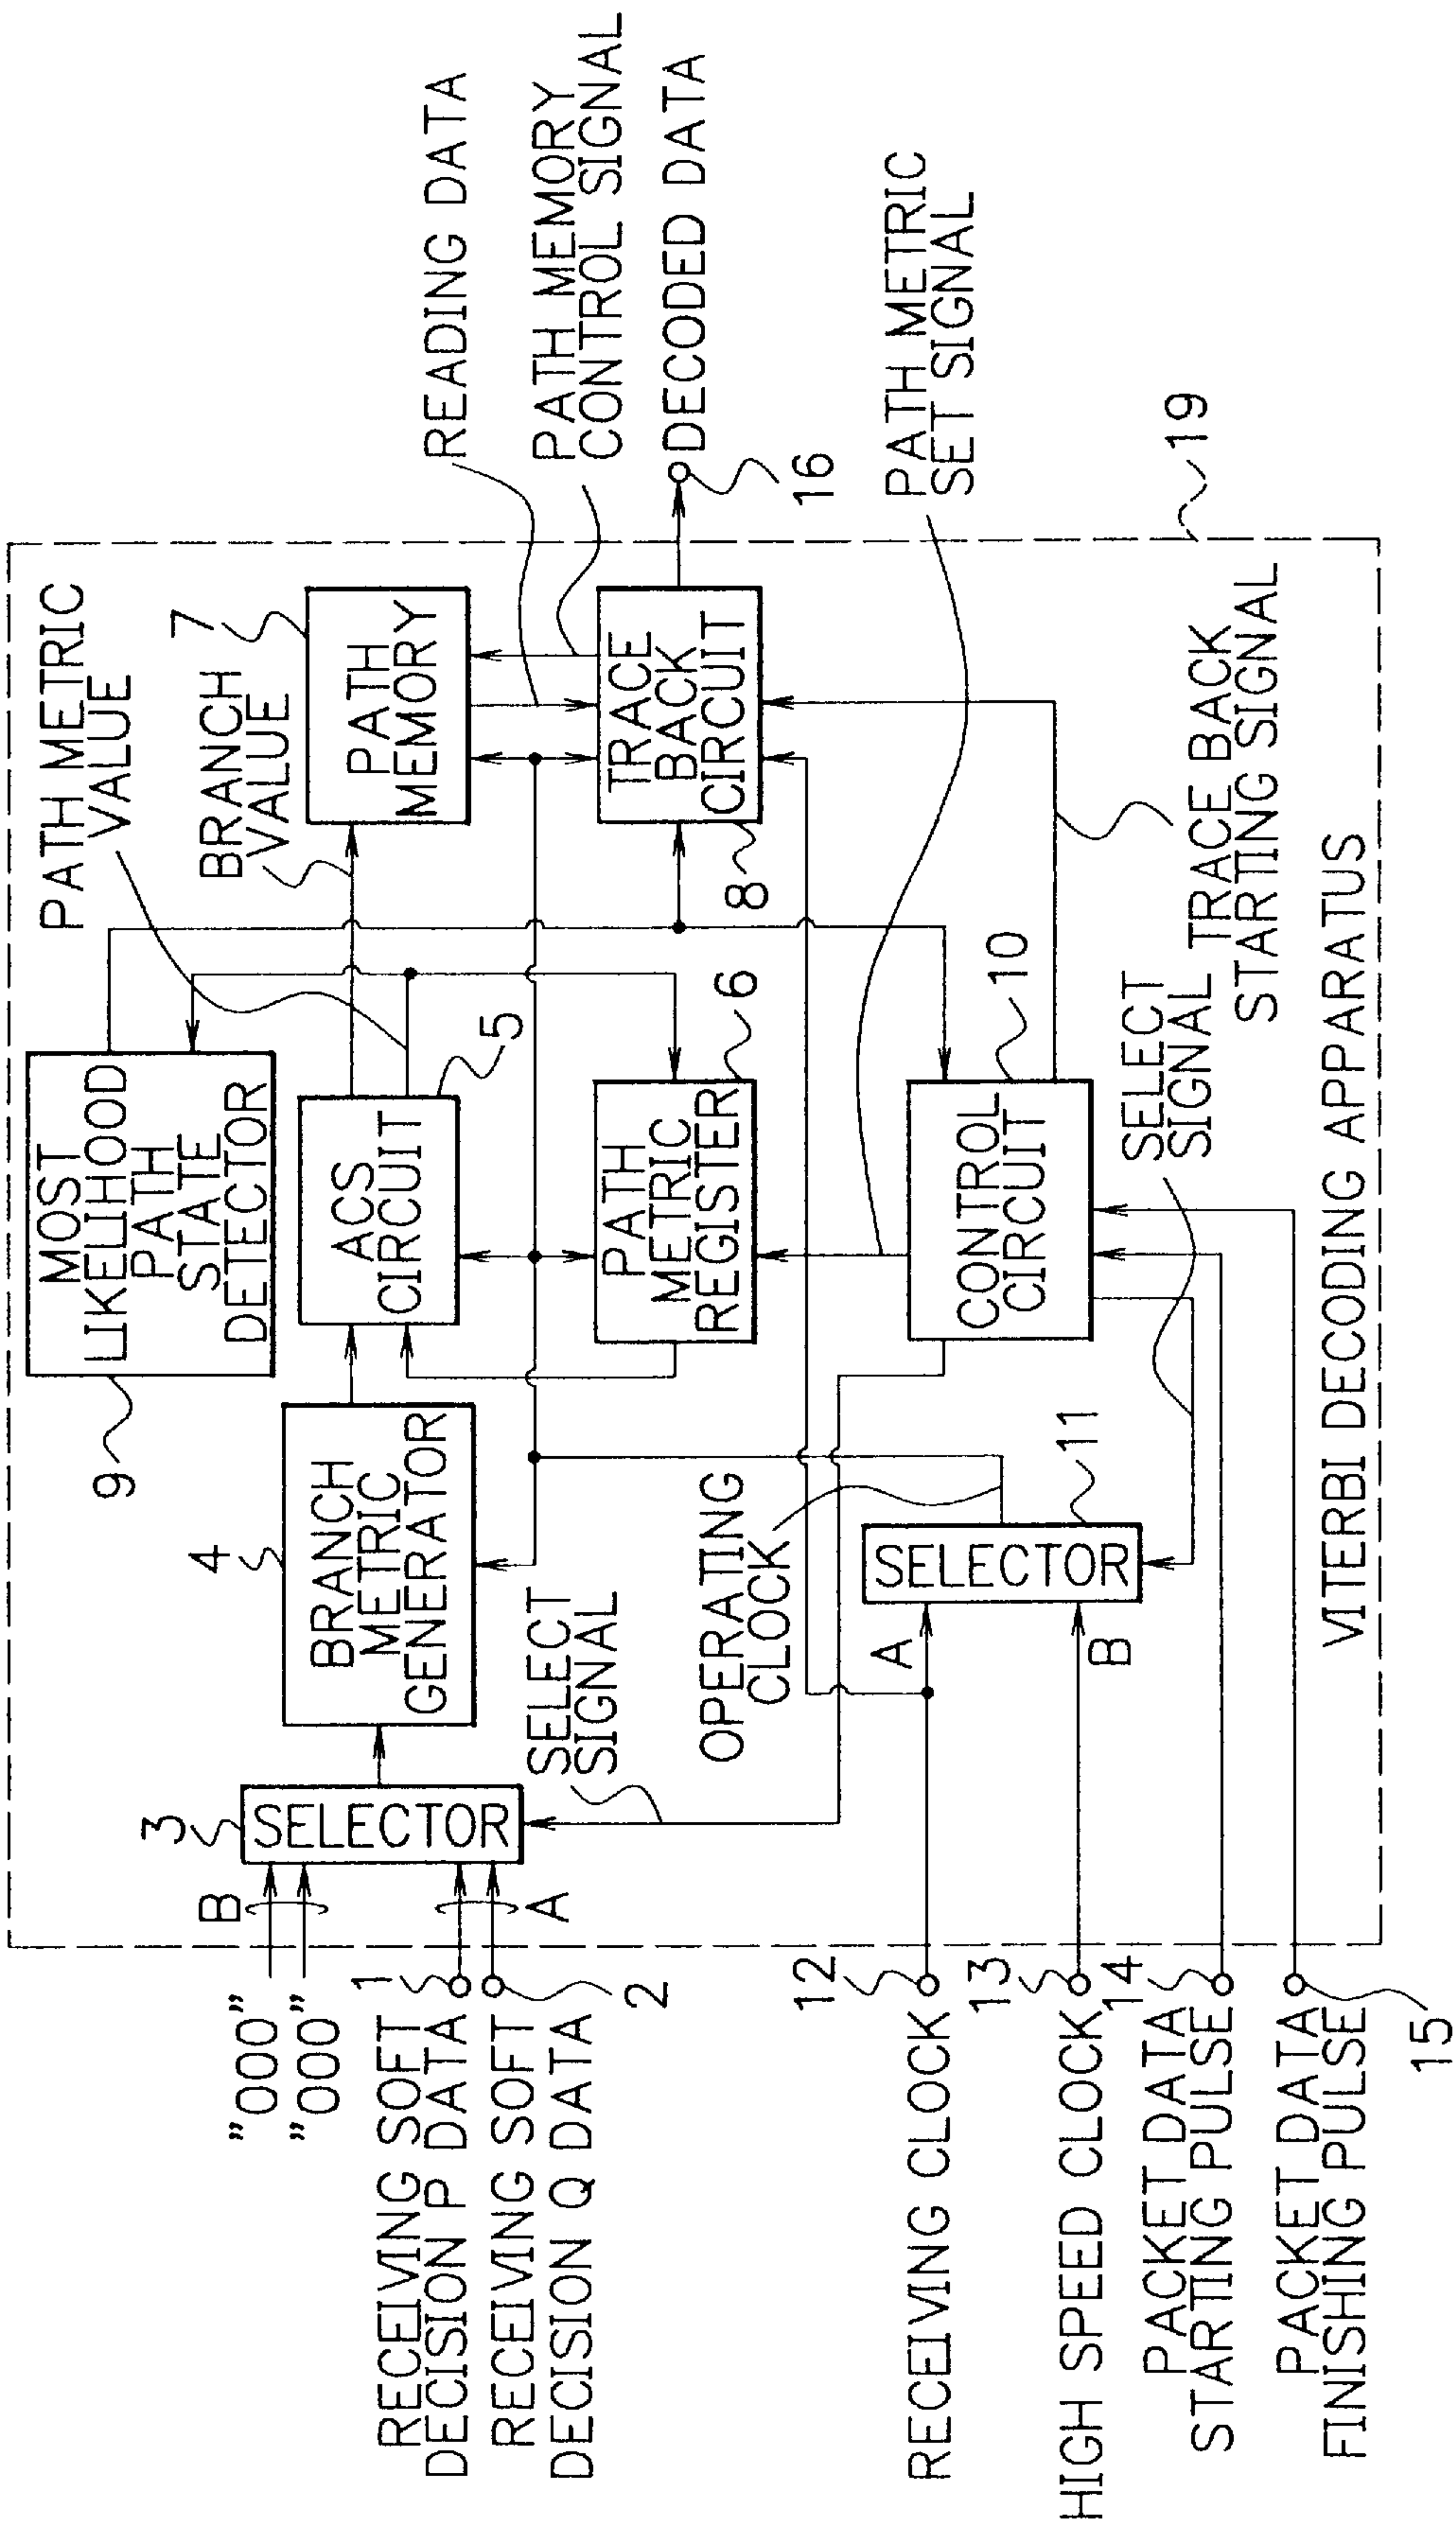 "000"
"000"
RECEIVING SOFT
DECISION P DATA
RECEIVING SOFT
DECISION Q DATA
1
2
B
A
3
SELECTOR
SELECT
SIGNAL
4
BRANCH
METRIC
GENERATOR
9
MOST
LIKELIHOOD
PATH
STATE
DETECTOR
ACS
CIRCUIT
5
PATH METRIC
VALUE
BRANCH
VALUE
7
PATH
MEMORY
PATH
METRIC
REGISTER
6
TRACE
BACK
CIRCUIT
8
READING DATA
PATH MEMORY
CONTROL SIGNAL
DECODED DATA
16
PATH METRIC
SET SIGNAL
RECEIVING CLOCK
12
HIGH SPEED CLOCK
13
PACKET DATA
STARTING PULSE
14
PACKET DATA
FINISHING PULSE
15
A
B
OPERATING
CLOCK
SELECTOR
11
CONTROL
CIRCUIT
10
SELECT
SIGNAL
TRACE BACK
STARTING SIGNAL
19
VITERBI DECODING APPARATUS